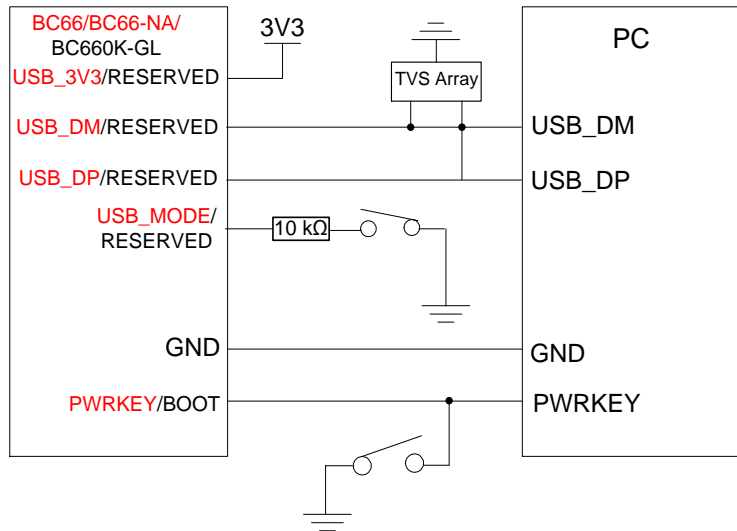 BC66/BC66-NA/
BC660K-GL
3V3
PC
USB_3V3/RESERVED
TVS Array
USB_DM/RESERVED
USB_DM
USB_DP/RESERVED
USB_DP
USB_MODE/
RESERVED
10 kΩ
GND
GND
PWRKEY/BOOT
PWRKEY